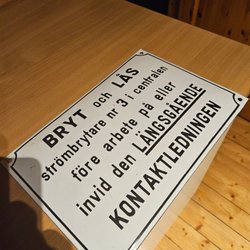 BRYT och LÅS
strömbrytare nr 3 i centralen
före arbete på eller
invid den LÄNGSGÅENDE
KONTAKTLEDNINGEN